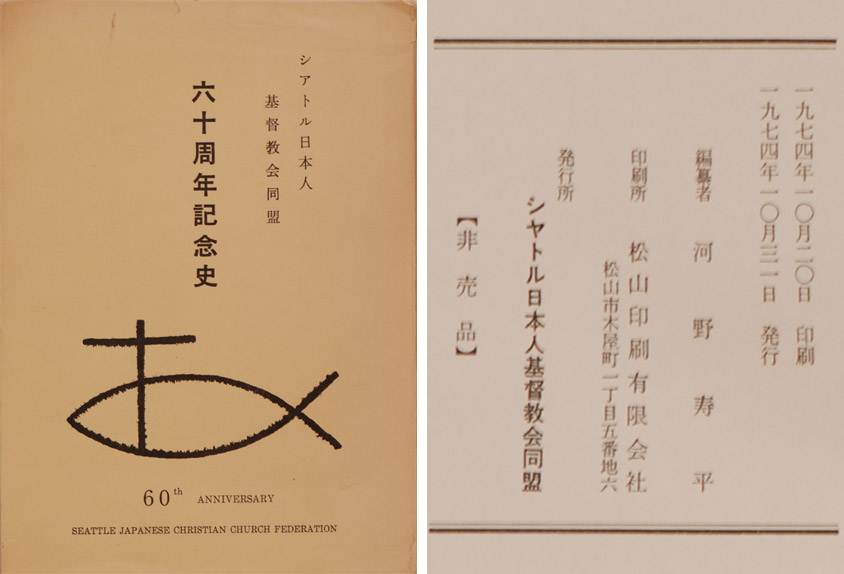 シアトル日本人
基督教会同盟
六十周年記念史
60th ANNIVERSARY
SEATTLE JAPANESE CHRISTIAN CHURCH FEDERATION
一九七四年一〇月二〇日 印刷
一九七四年一〇月三一日 発行
編纂者 河野寿平
印刷所 松山印刷有限会社
松山市木屋町一丁目五番地六
発行所
シヤトル日本人基督教会同盟
【非売品】